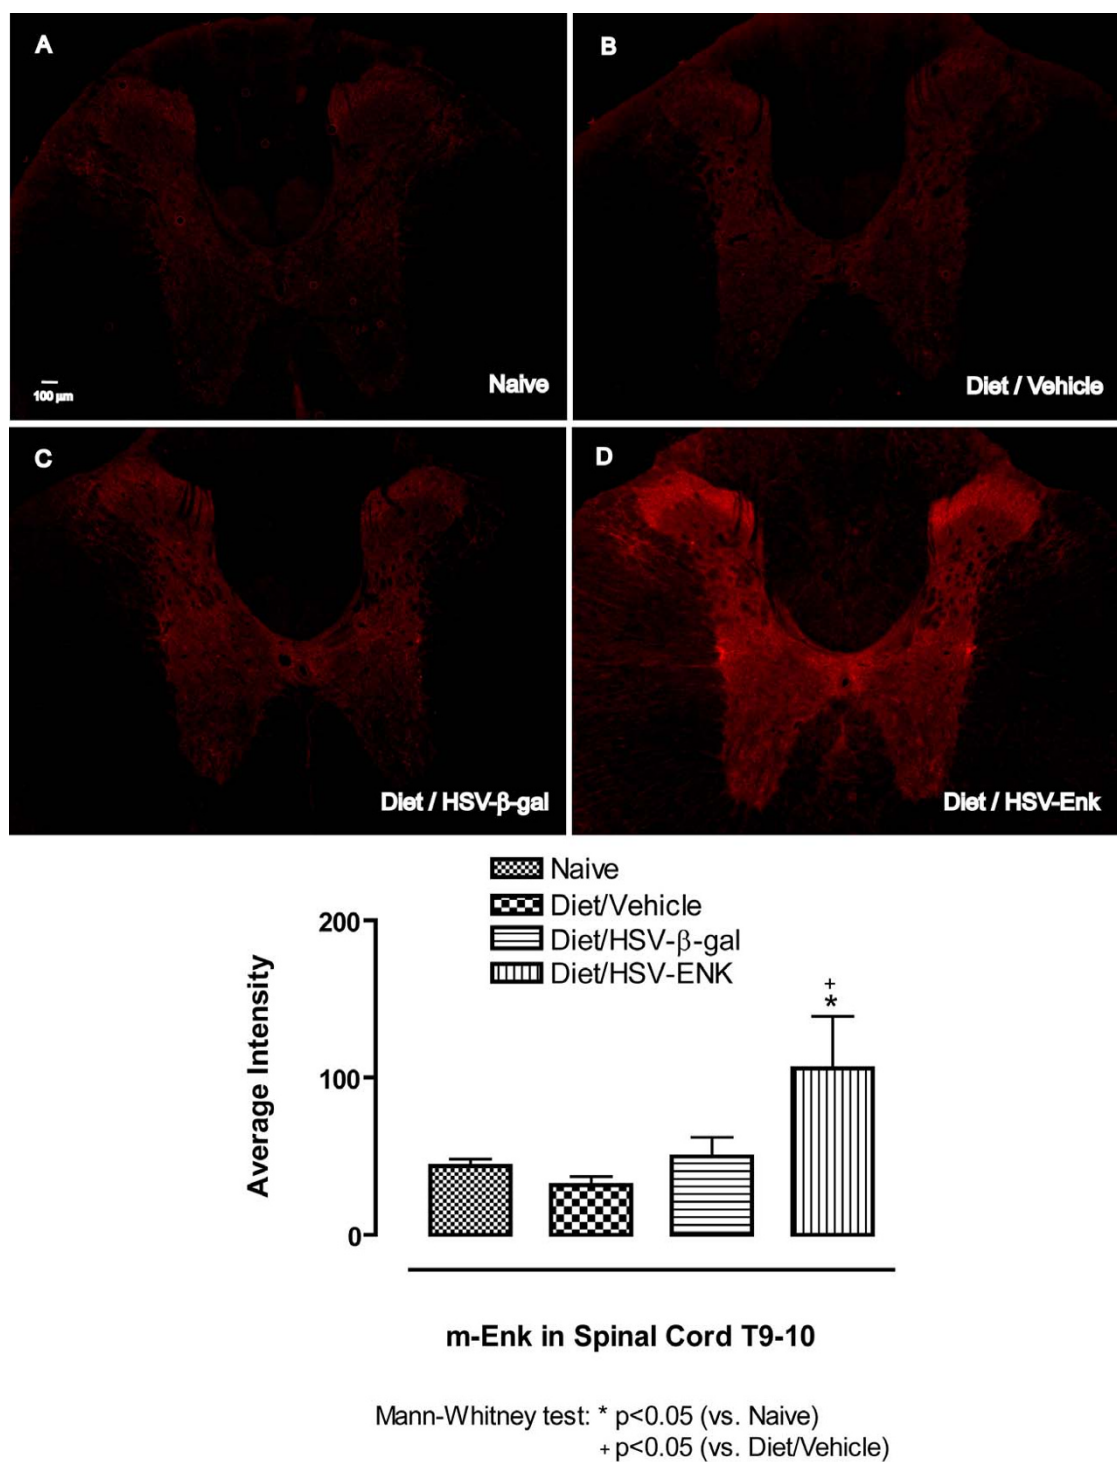 A
B
100 µm
Naive
Diet / Vehicle
C
D
Diet / HSV-β-gal
Diet / HSV-Enk
Naive
Diet/Vehicle
Diet/HSV-β-gal
Diet/HSV-ENK
200
100
0
Average Intensity
+
*
m-Enk in Spinal Cord T9-10
Mann-Whitney test: * p<0.05 (vs. Naive)
+ p<0.05 (vs. Diet/Vehicle)